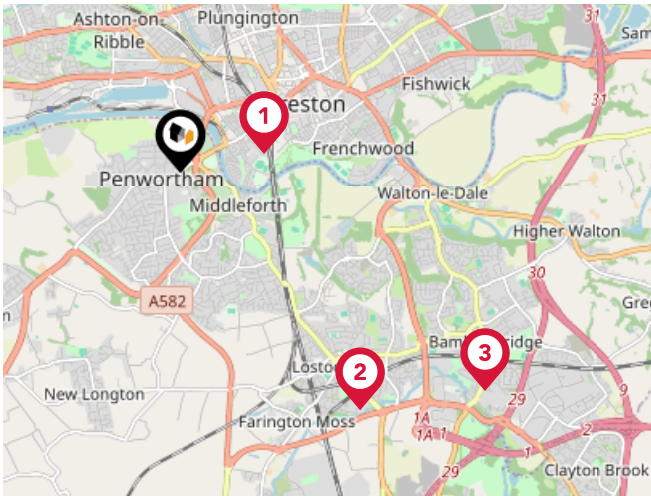 Ashton-on-
Ribble
Plungington
31
Sam
Fishwick
31
reston
1
Frenchwood
Penwortham
Walton-le-Dale
Middleforth
Higher Walton
30
A582
Gre
n
Bam ridge
3
Losto
2
9
New Longton
29
Farington Moss
1A
1A
1
1
2
29
Clayton Brook